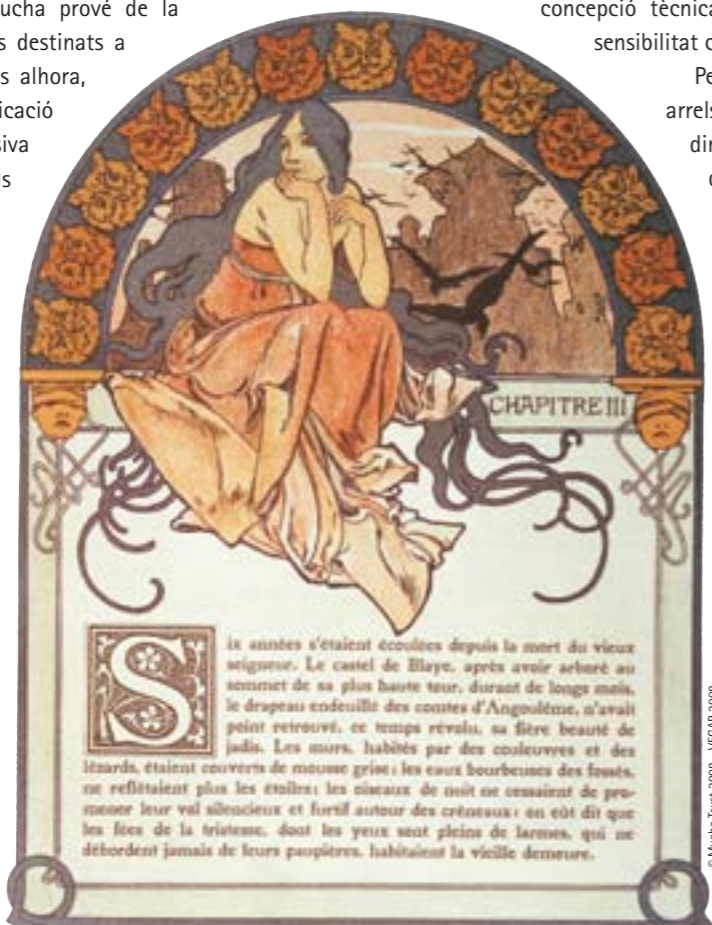 ucha prové de la
s destinats a
s alhora,
icació
siva
ls
concepció tècnica
sensibilitat
Pe
arrels
dir
CHAPITRE III
Six années s'étaient écoulées depuis la mort du vieux
seigneur. Le castel de Blaye, après avoir arboré au
sommet de sa plus haute tour, durant de longs mois,
le drapeau endeuillé des comtes d'Angoulême, n'avait
point retrouvé, ce temps révolu, sa fière beauté de
jadis. Les murs, habités par des couleuvres et des
lézards, étaient couverts de mousse grise; les eaux bourbeuses des fossés,
ne reflétaient plus les étoiles; les oiseaux de nuit ne cessaient de pro-
mener leur vol silencieux et furtif autour des créneaux; on eût dit que
les fées de la tristesse, dont les yeux sont pleins de larmes, qui ne
débordent jamais de leurs paupières, habitaient la vieille demeure.
© Mucha Trust 2008 - VEGAP 2008